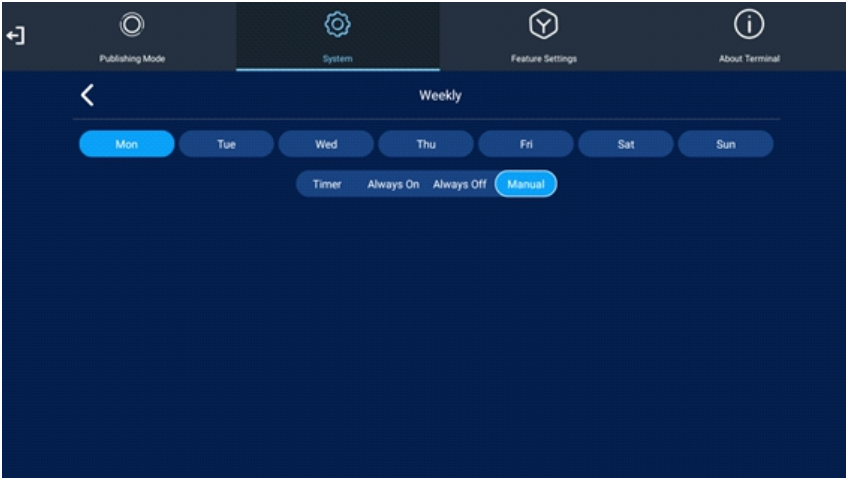 Publishing Mode System Feature Settings About Terminal
Weekly
Mon Tue Wed Thu Fri Sat Sun
Timer Always On Always Off Manual